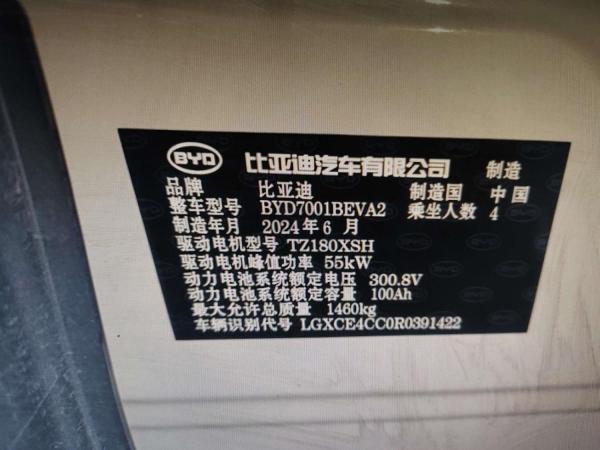 BYD 比亚迪汽车有限公司 制造
品牌 比亚迪 制造国 中国
整车型号 BYD7001BEVA2 乘坐人数 4
制造年月 2024年6月
驱动电机型号 TZ180XSH
驱动电机峰值功率 55kW
动力电池系统额定电压 300.8V
动力电池系统额定容量 100Ah
最大允许总质量 1460kg
车辆识别代号 LGXCE4CC0R0391422